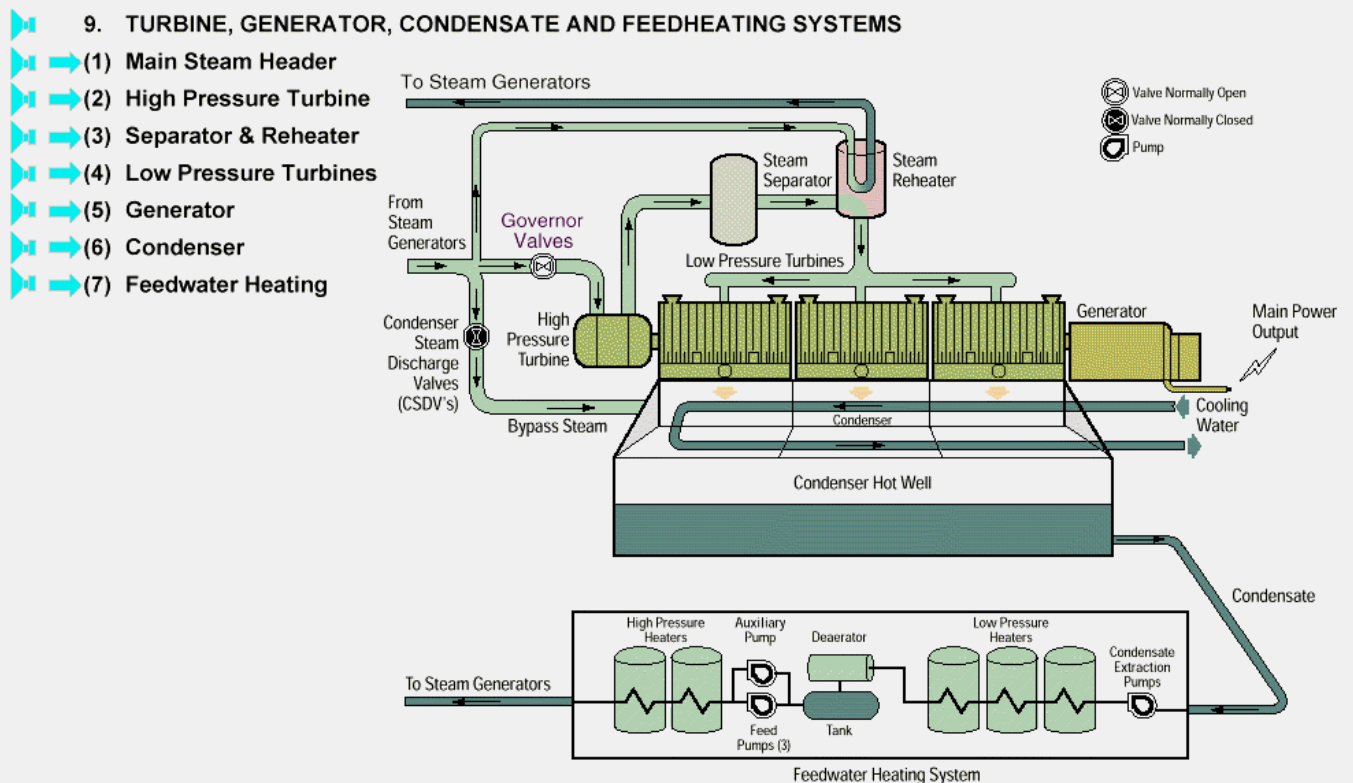 9. TURBINE, GENERATOR, CONDENSATE AND FEEDHEATING SYSTEMS
(1) Main Steam Header
(2) High Pressure Turbine
(3) Separator & Reheater
(4) Low Pressure Turbines
(5) Generator
(6) Condenser
(7) Feedwater Heating
To Steam Generators
Valve Normally Open
Valve Normally Closed
Pump
Steam
Separator
Steam
Reheater
From
Steam
Generators
Governor
Valves
Low Pressure Turbines
Condenser
Steam
Discharge
Valves
(CSDV's)
High
Pressure
Turbine
Generator
Main Power
Output
Bypass Steam
Condenser
Cooling
Water
Condenser Hot Well
Condensate
High Pressure
Heaters
Auxiliary
Pump
Deaerator
Low Pressure
Heaters
Condensate
Extraction
Pumps
To Steam Generators
Feed
Pumps (3)
Tank
Feedwater Heating System